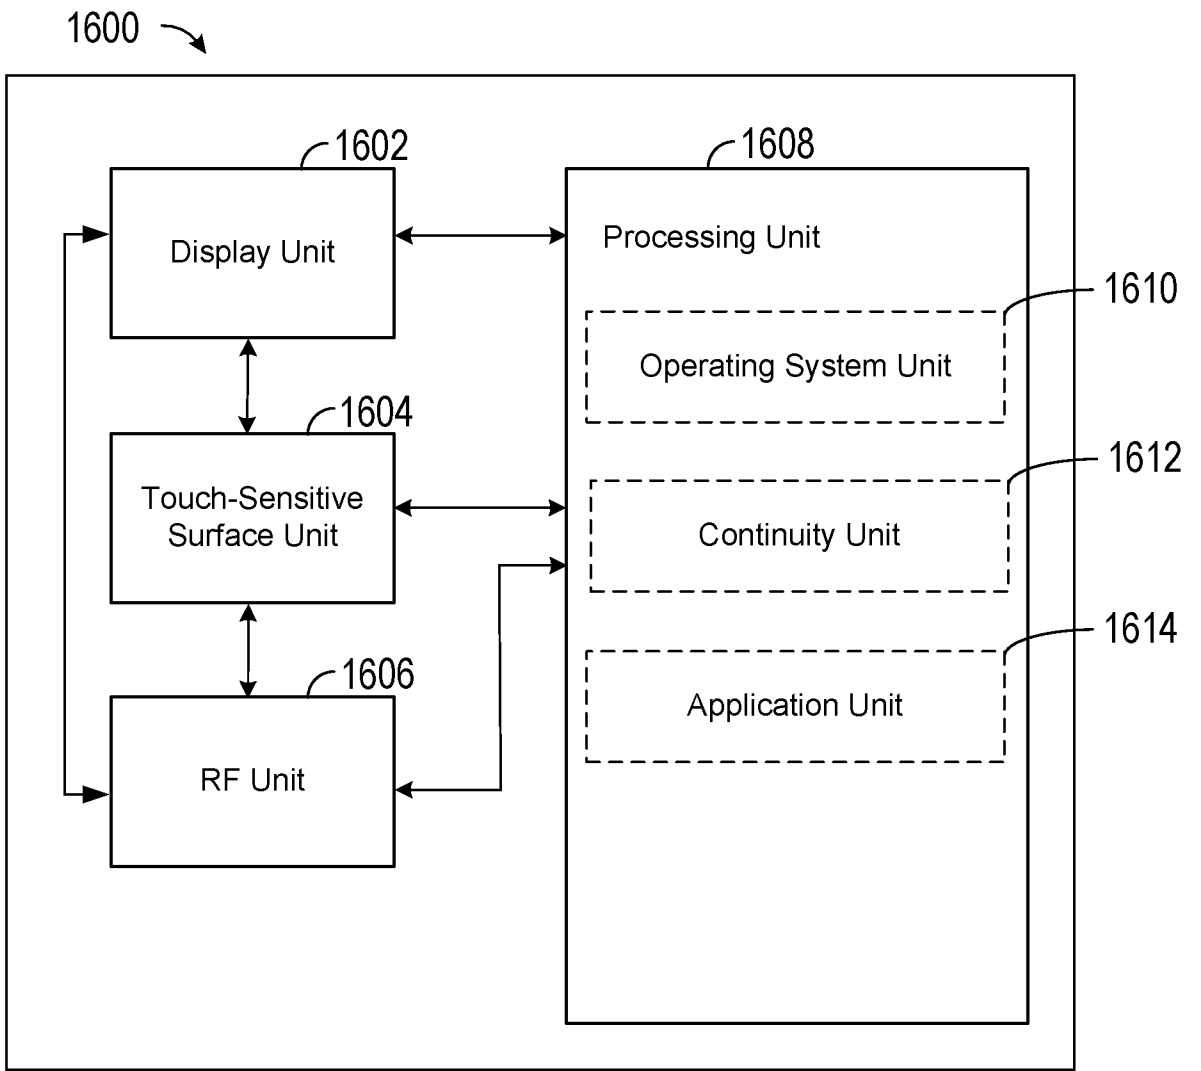 1600
1602
Display Unit
1604
Touch-Sensitive
Surface Unit
1606
RF Unit
1608
Processing Unit
1610
Operating System Unit
1612
Continuity Unit
1614
Application Unit